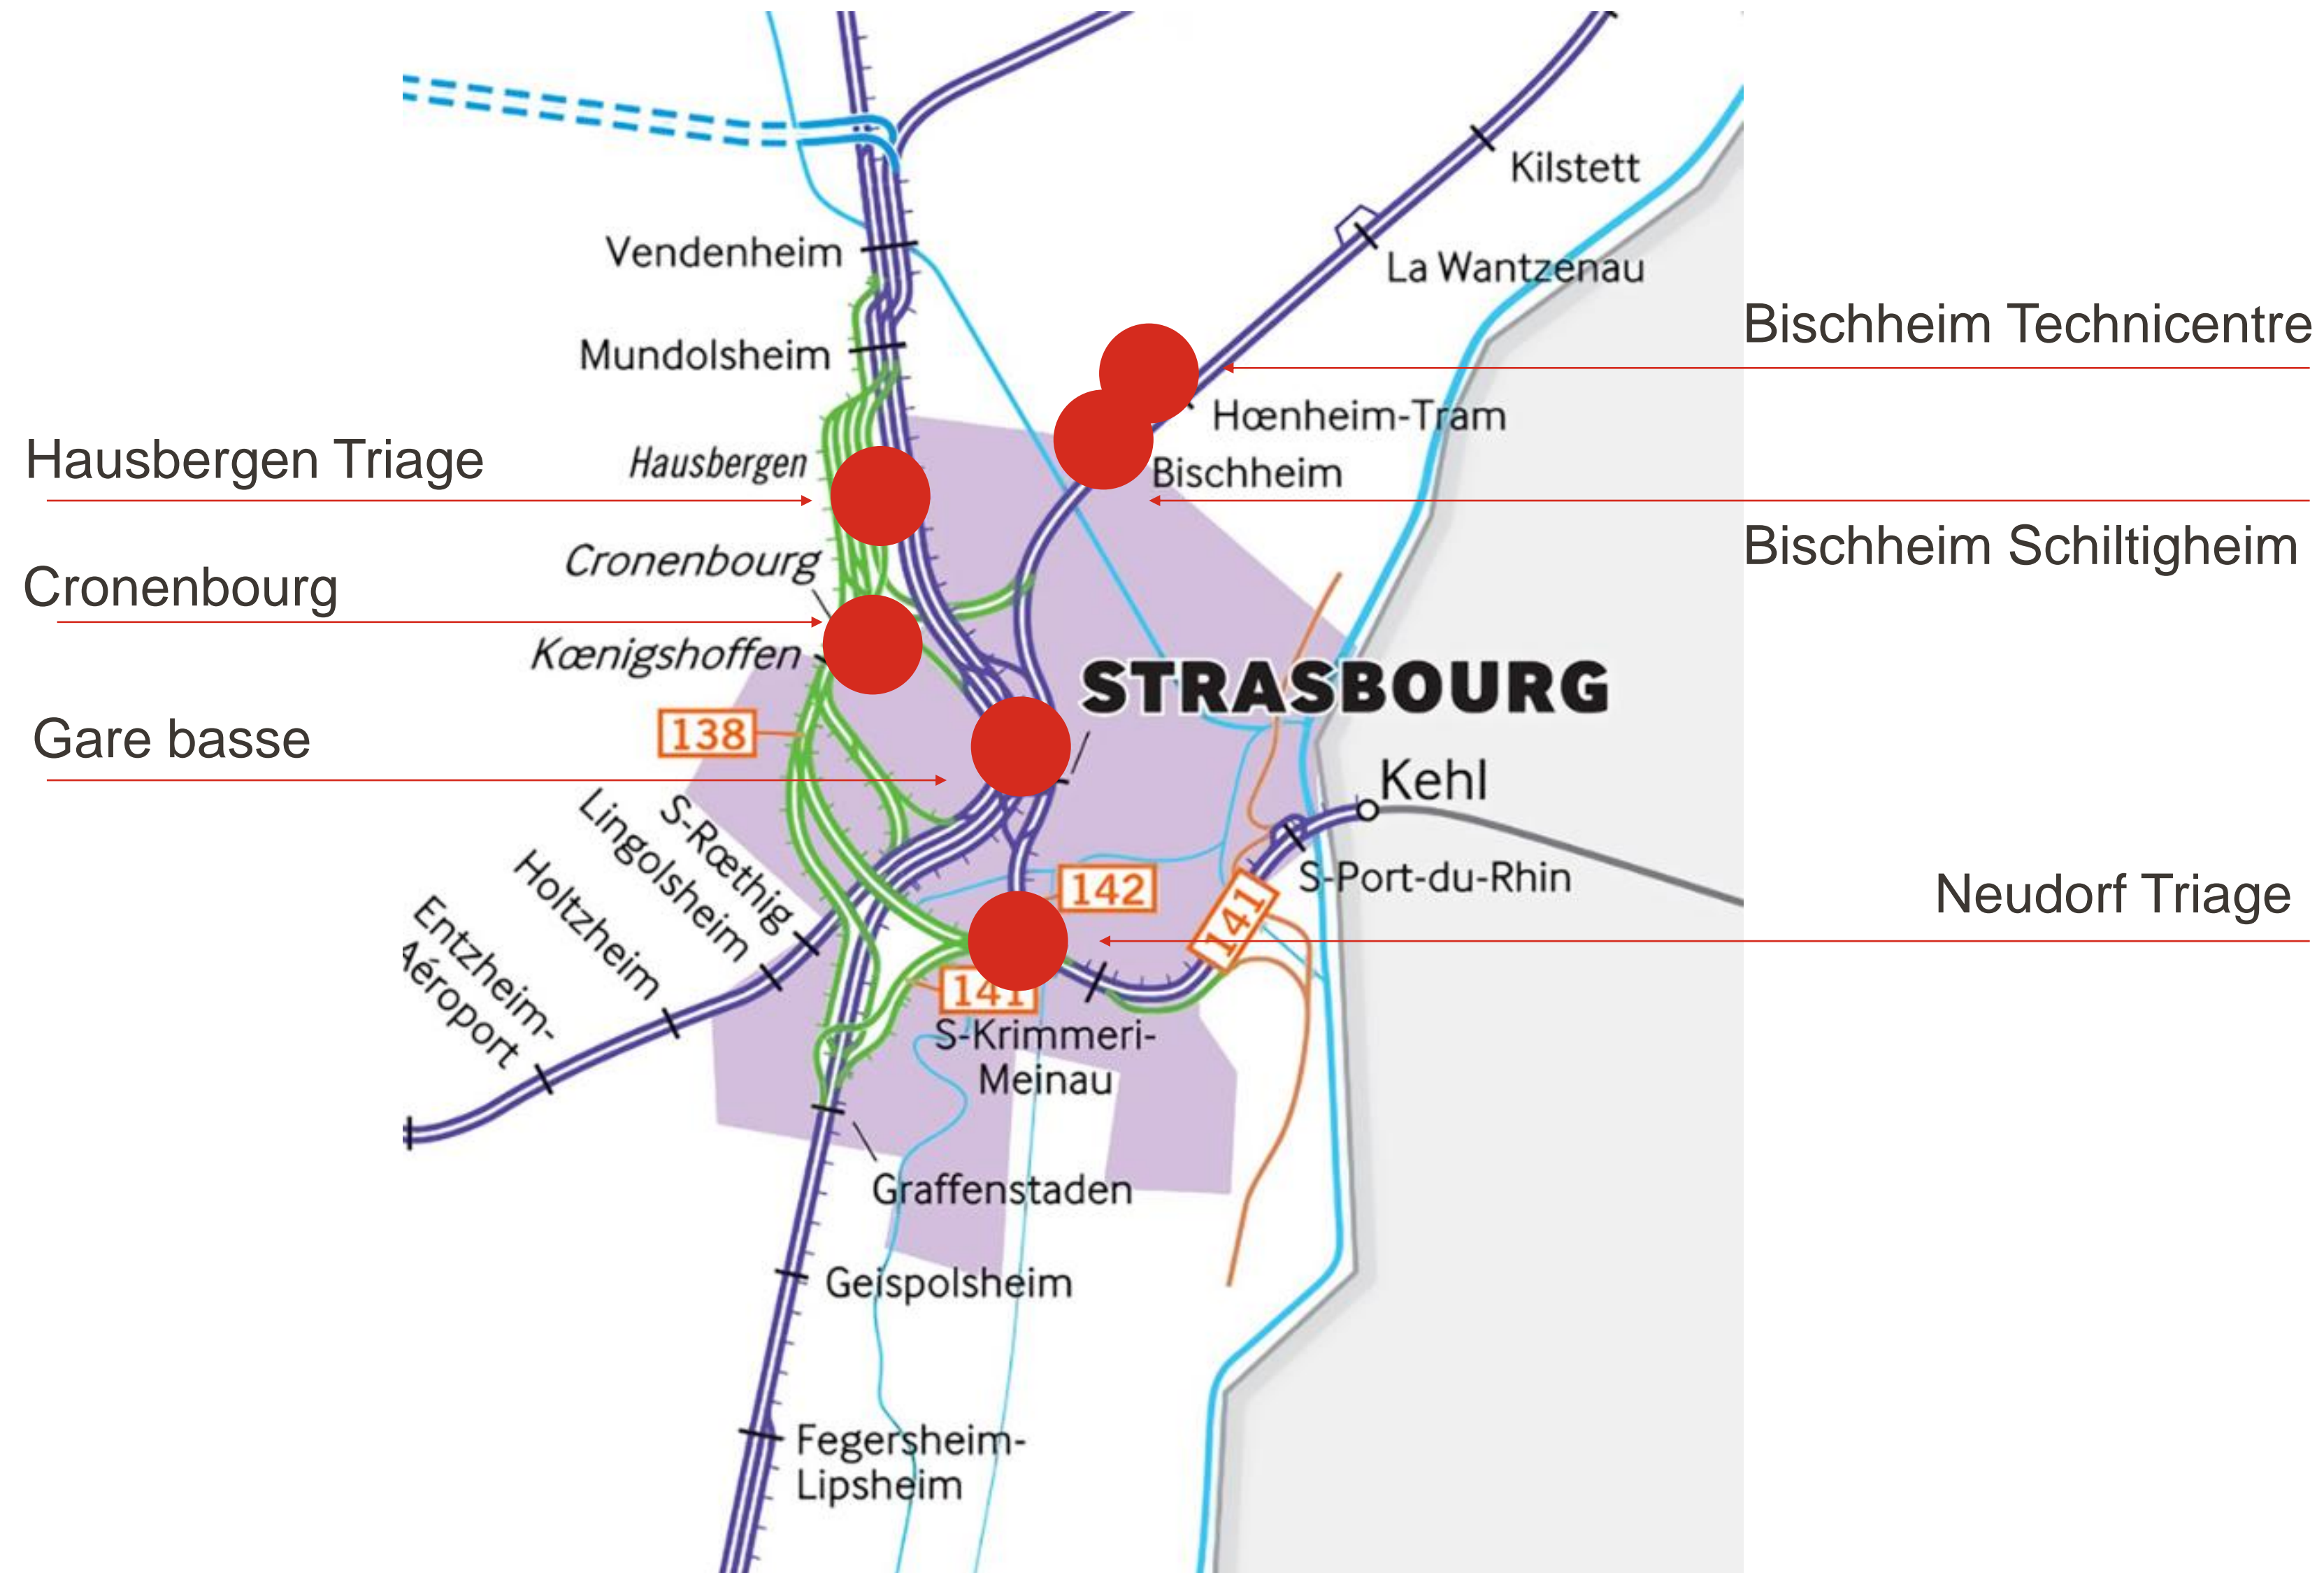 Kilstett
Vendenheim
La Wantzenau
Bischheim Technicentre
Mundolsheim
Hœnheim-Tram
Hausbergen Triage
Hausbergen
Bischheim
Bischheim Schiltigheim
Cronenbourg
Cronenbourg
Kœnigshoffen
STRASBOURG
138
Gare basse
Kehl
S-Rœthig
Lingolsheim
Holtzheim
Entzheim-
Aéroport
142
S-Port-du-Rhin
141
Neudorf Triage
141
S-Krimmeri-
Meinau
Graffenstaden
Geispolsheim
Fegersheim-
Lipsheim